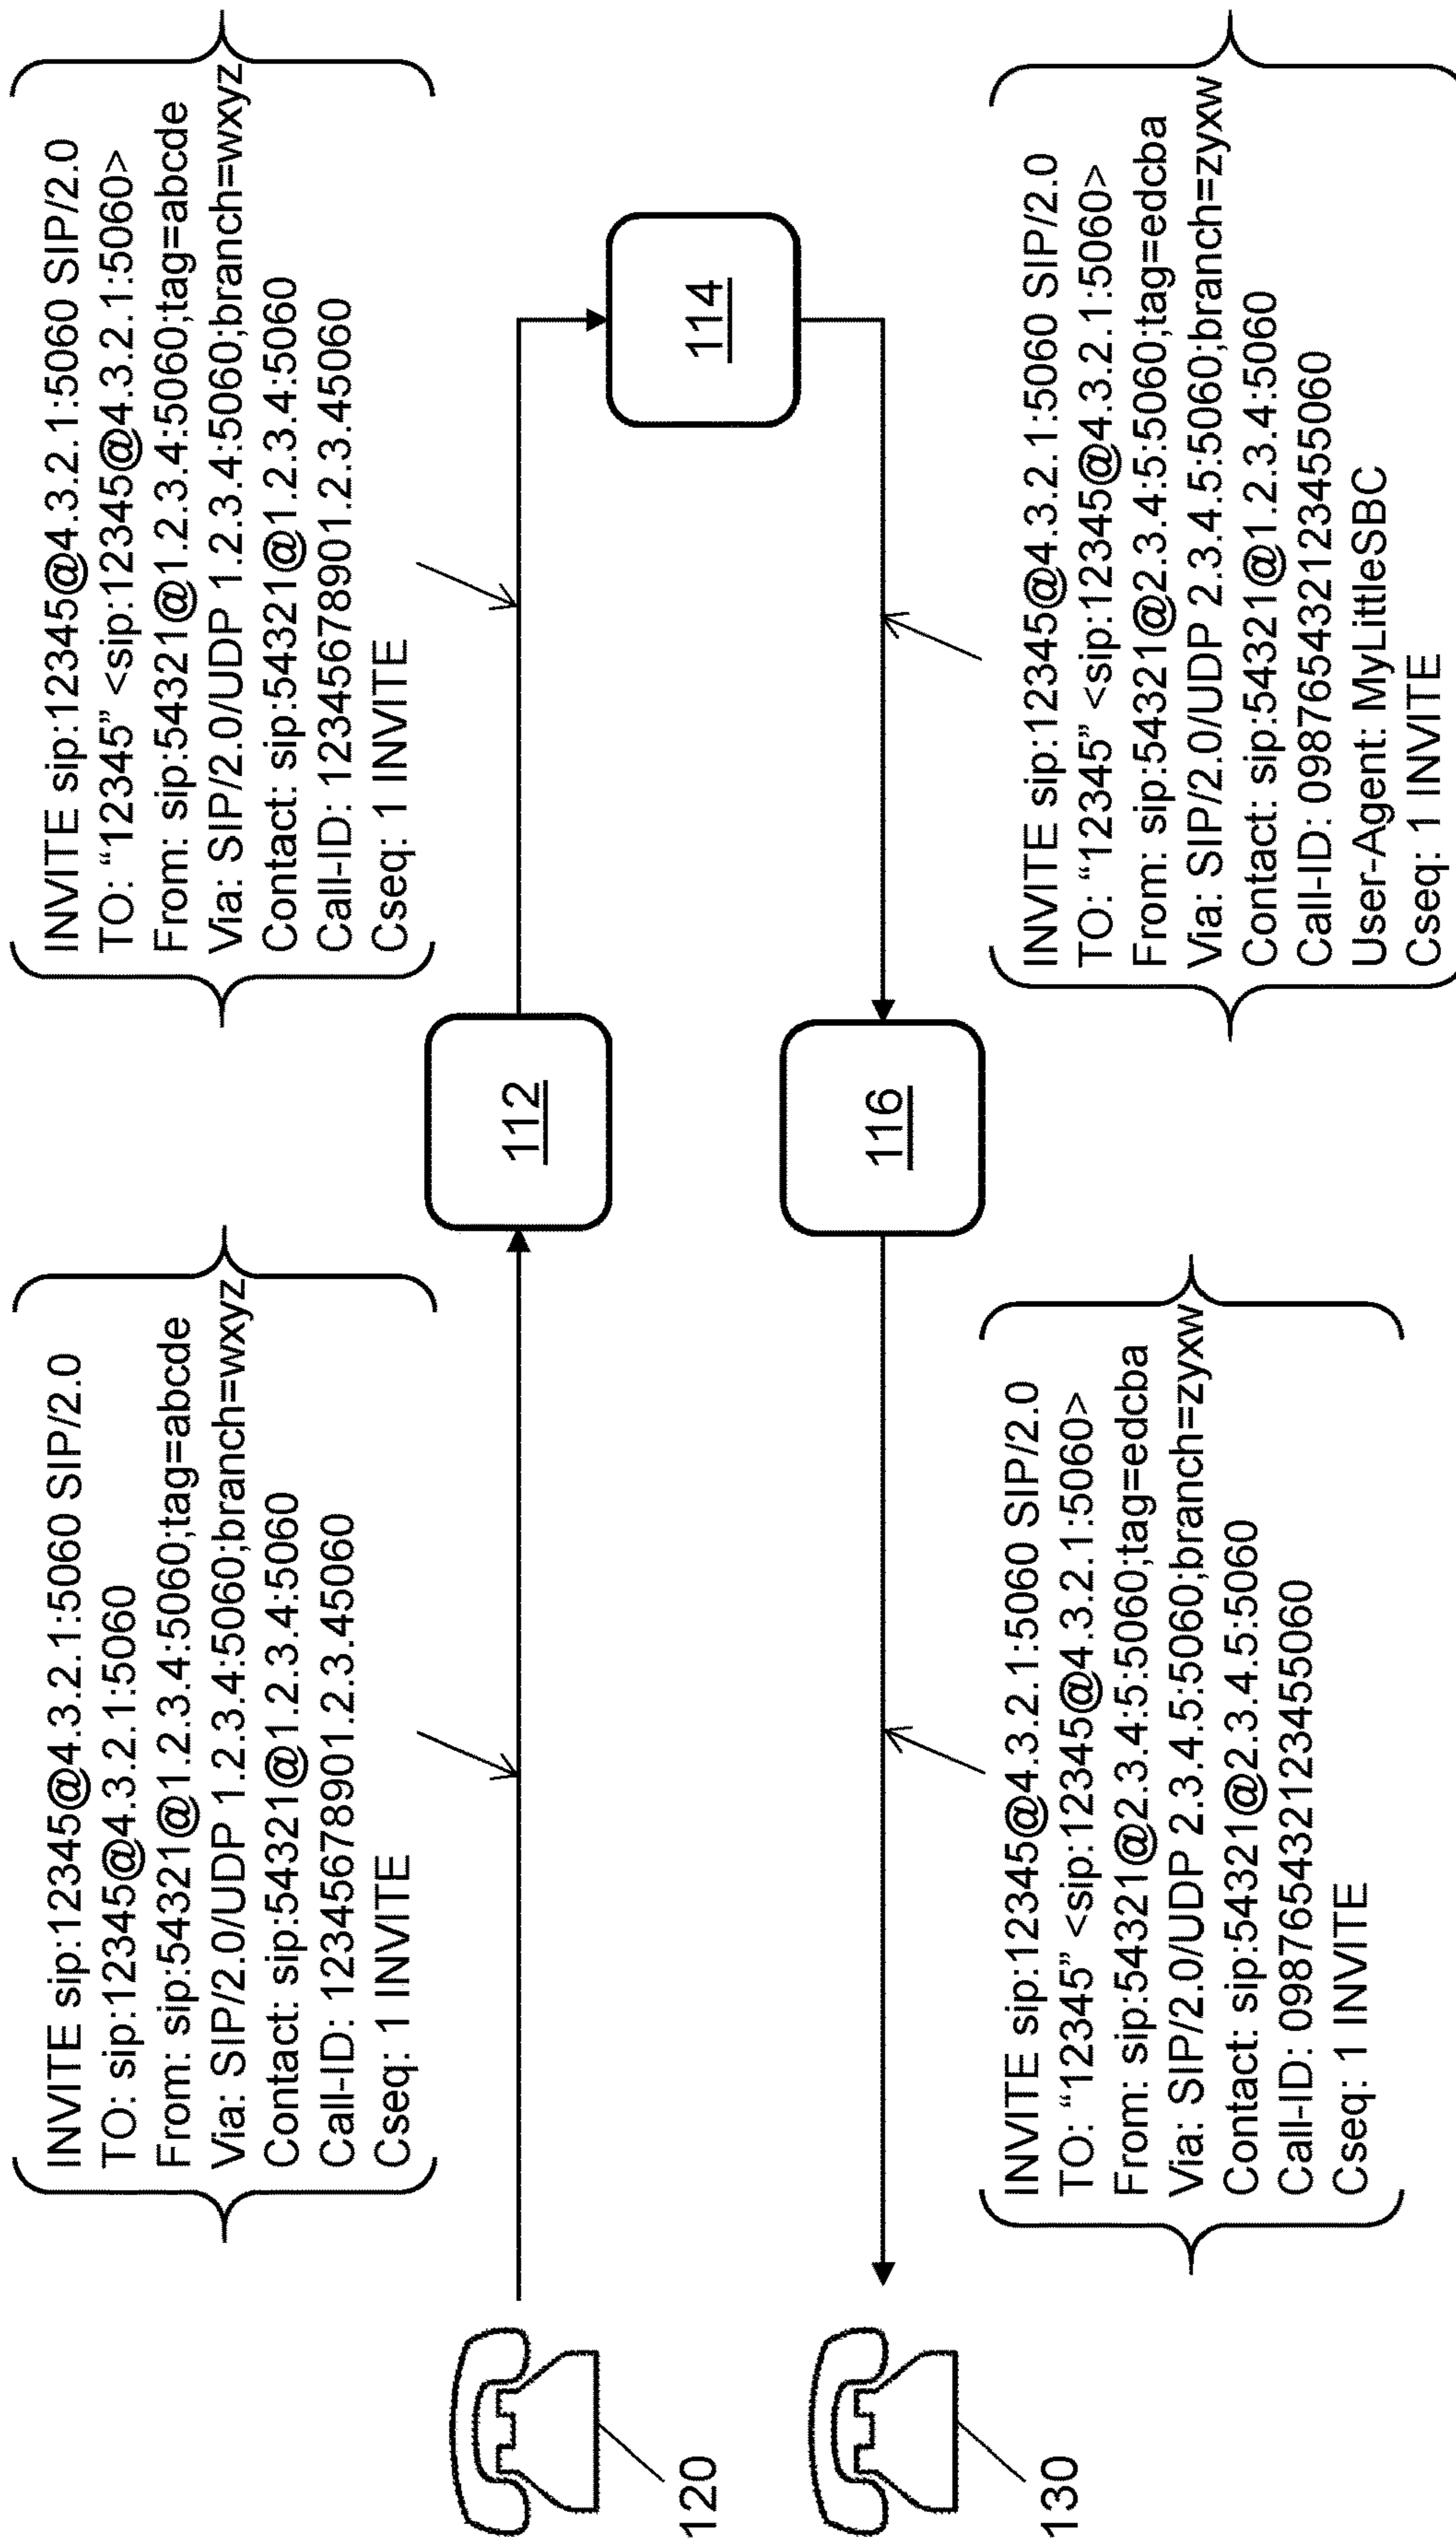 INVITE sip:12345@4.3.2.1:5060 SIP/2.0
TO: sip:12345@4.3.2.1:5060
From: sip:54321@1.2.3.4:5060;tag=abcde
Via: SIP/2.0/UDP 1.2.3.4:5060;branch=wxyz
Contact: sip:54321@1.2.3.4:5060
Call-ID: 12345678901.2.3.45060
Cseq: 1 INVITE
INVITE sip:12345@4.3.2.1:5060 SIP/2.0
TO: “12345” <sip:12345@4.3.2.1:5060>
From: sip:54321@1.2.3.4:5060;tag=abcde
Via: SIP/2.0/UDP 1.2.3.4:5060;branch=wxyz
Contact: sip:54321@1.2.3.4:5060
Call-ID: 12345678901.2.3.45060
Cseq: 1 INVITE
120
112
114
130
116
INVITE sip:12345@4.3.2.1:5060 SIP/2.0
TO: “12345” <sip:12345@4.3.2.1:5060>
From: sip:54321@2.3.4:5:5060;tag=edcba
Via: SIP/2.0/UDP 2.3.4.5:5060;branch=zyxw
Contact: sip:54321@2.3.4.5:5060
Call-ID: 098765432123455060
Cseq: 1 INVITE
INVITE sip:12345@4.3.2.1:5060 SIP/2.0
TO: “12345” <sip:12345@4.3.2.1:5060>
From: sip:54321@2.3.4:5:5060;tag=edcba
Via: SIP/2.0/UDP 2.3.4.5:5060;branch=zyxw
Contact: sip:54321@1.2.3.4:5060
Call-ID: 098765432123455060
User-Agent: MyLittleSBC
Cseq: 1 INVITE